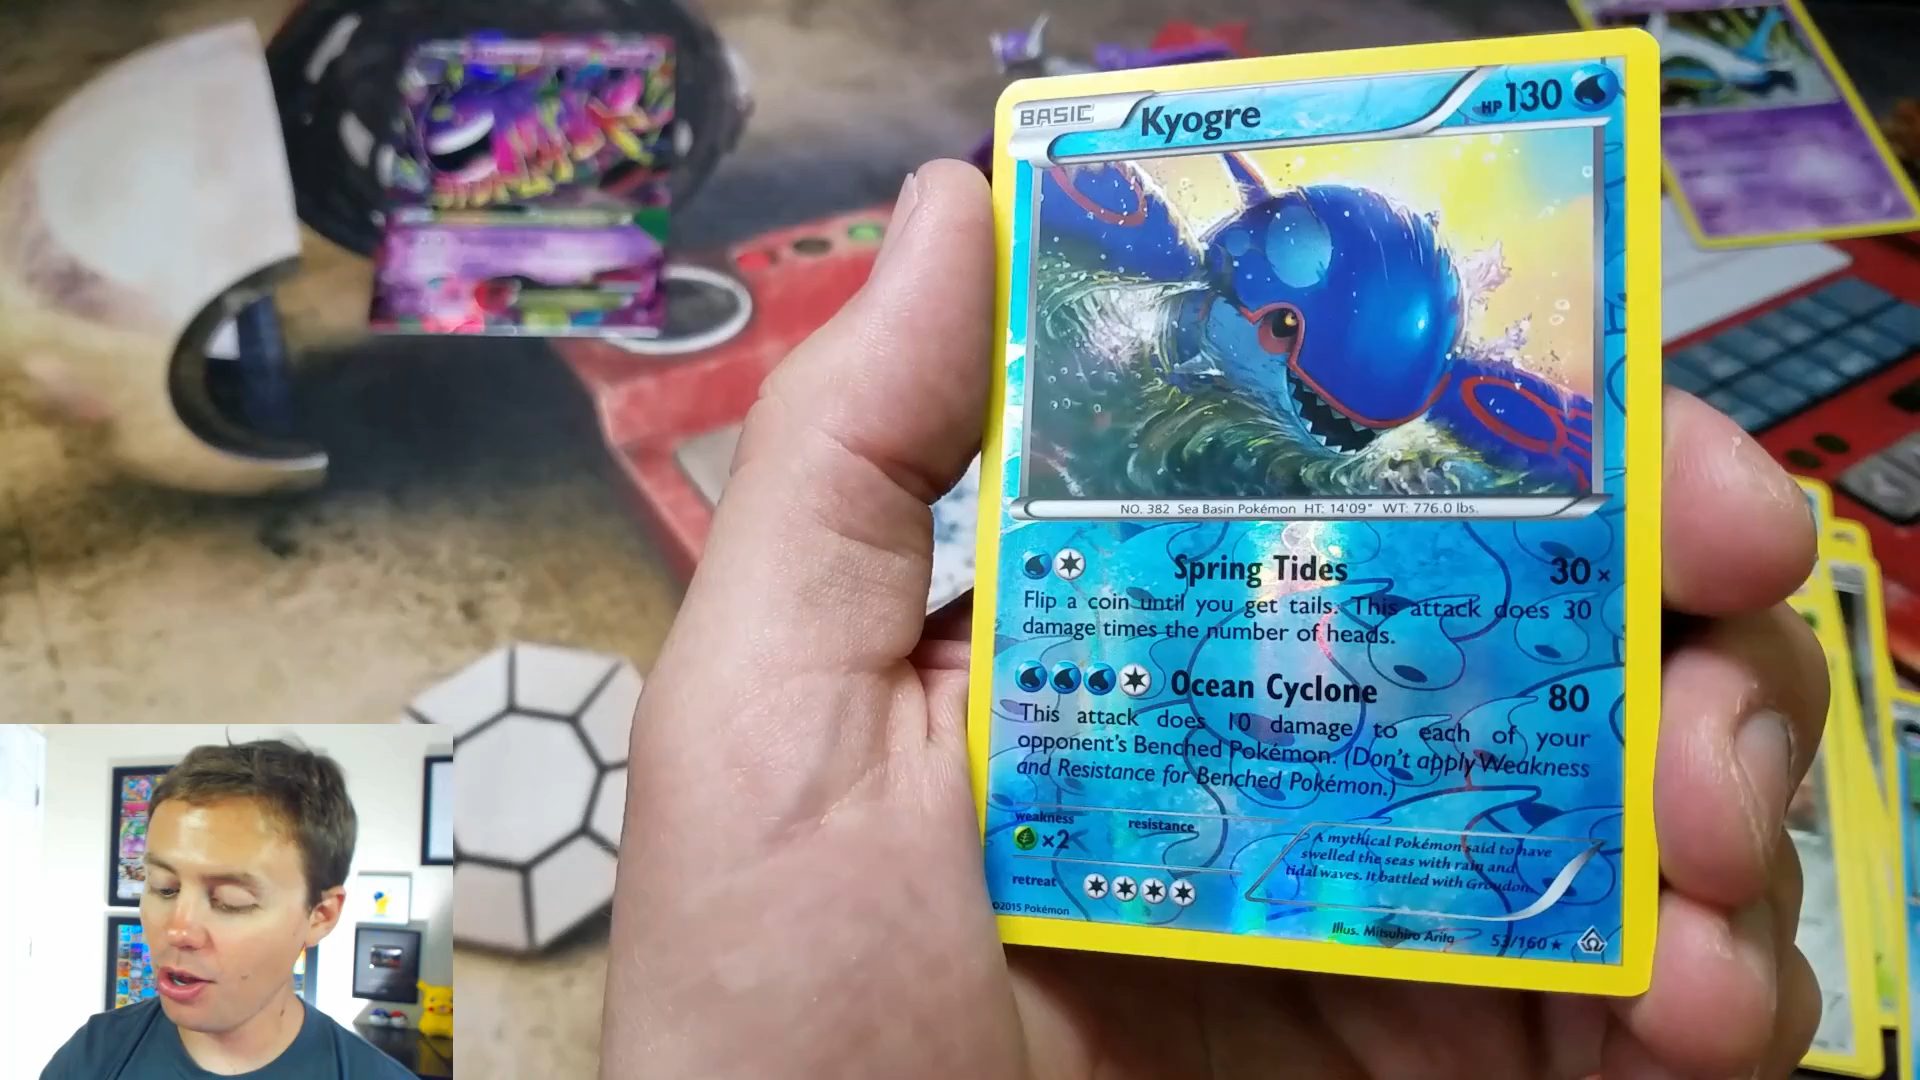 BASIC Kyogre HP 130
NO. 382 Sea Basin Pokémon HT: 14'09" WT: 776.0 lbs.
Spring Tides 30×
Flip a coin until you get tails. This attack does 30
damage times the number of heads.
Ocean Cyclone 80
This attack does 10 damage to each of your
opponent's Benched Pokémon. (Don't apply Weakness
and Resistance for Benched Pokémon.)
weakness resistance
×2
A mythical Pokémon said to have
swelled the seas with rain and
tidal waves. It battled with Groudon.
retreat
©2015 Pokémon
Illus. Mitsuhiro Arita 53/160